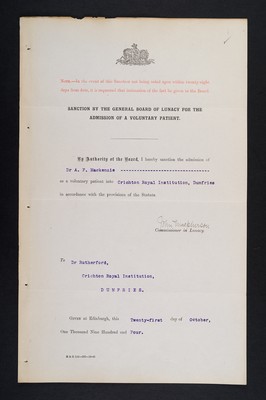 NOTE.—In the event of this Sanction not being acted upon within twenty-eight
days from date, it is requested that intimation of the fact be given to the Board.
SANCTION BY THE GENERAL BOARD OF LUNACY FOR THE
ADMISSION OF A VOLUNTARY PATIENT.
By Authority of the Board, I hereby sanction the admission of
Dr A. F. Mackenzie
as a voluntary patient into Crichton Royal Institution, Dumfries
in accordance with the provisions of the Statute
COMMISSIONER IN LUNACY.
To
Dr Rutherford,
Crichton Royal Institution,
DUMFRIES.
GIVEN at Edinburgh, this Twenty-first day of October,
One Thousand Nine Hundred and Four.